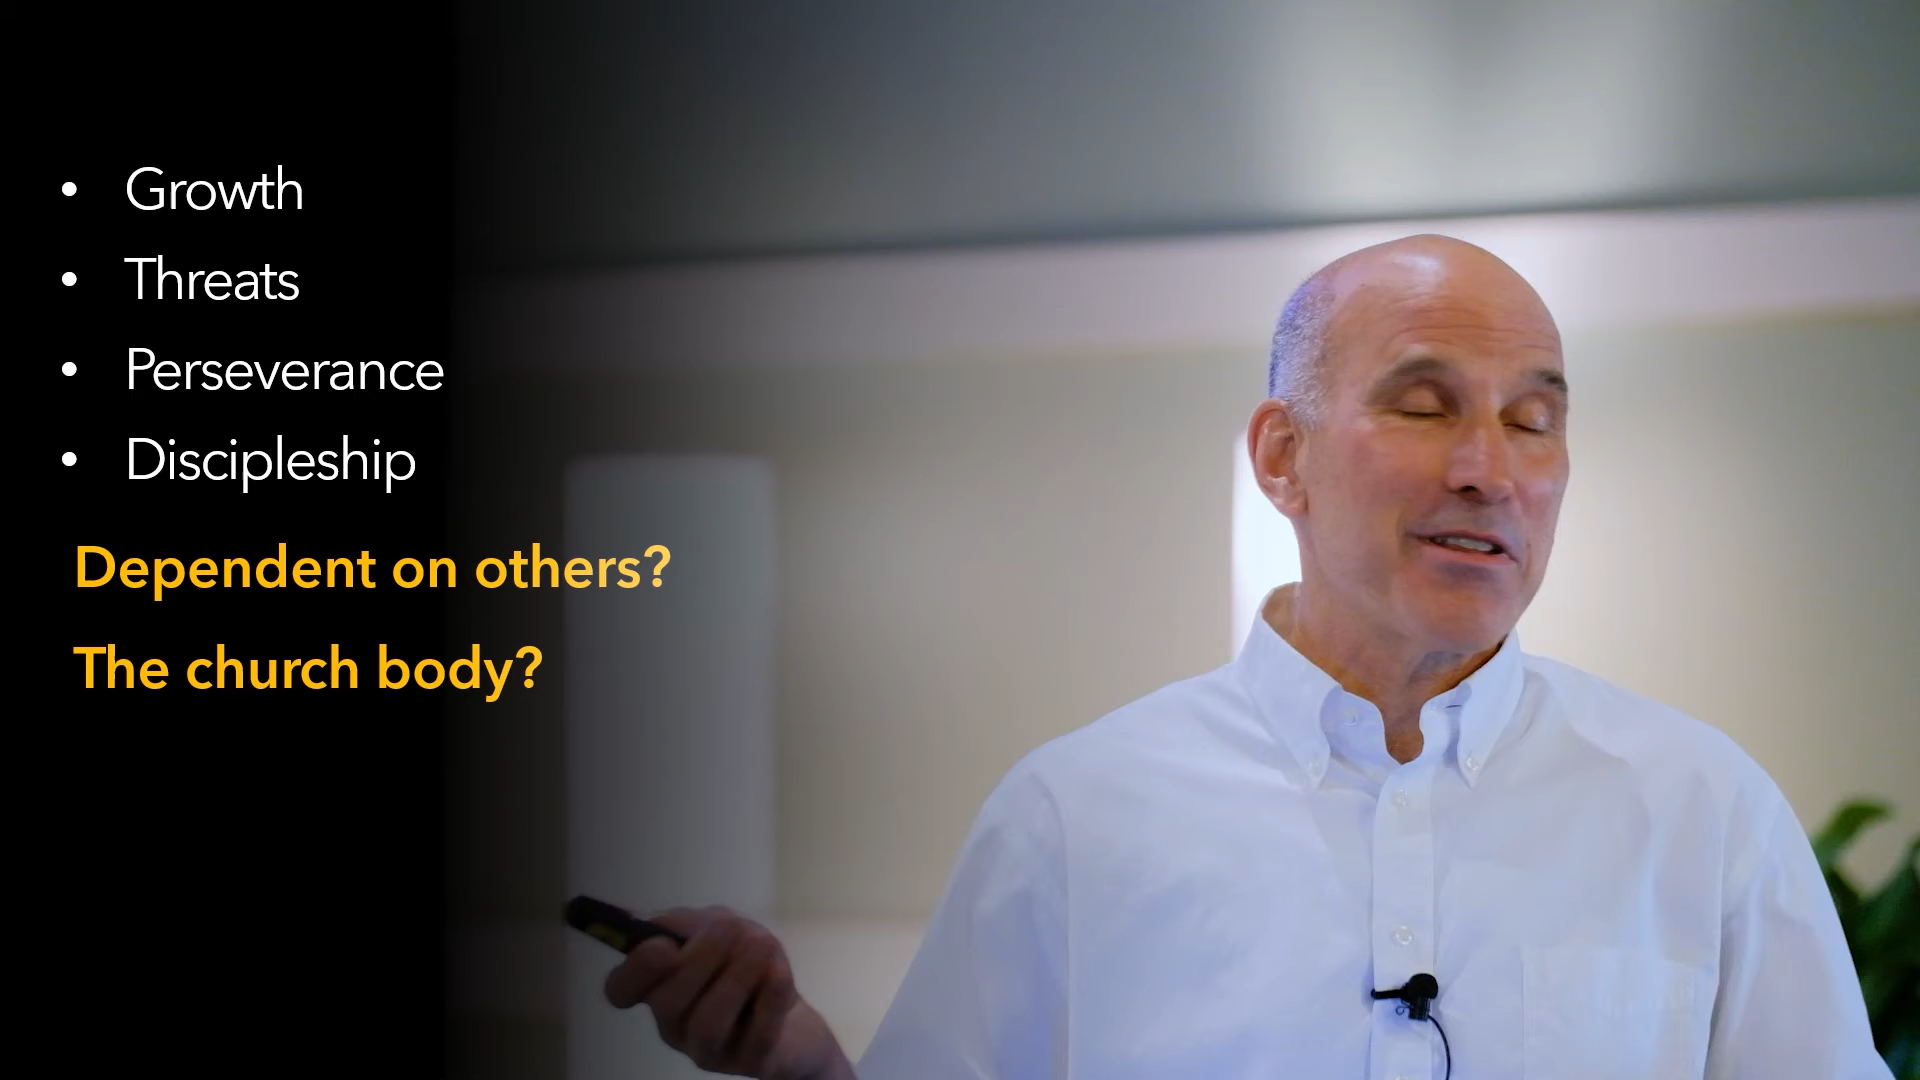 • Growth
• Threats
• Perseverance
• Discipleship
Dependent on others?
The church body?